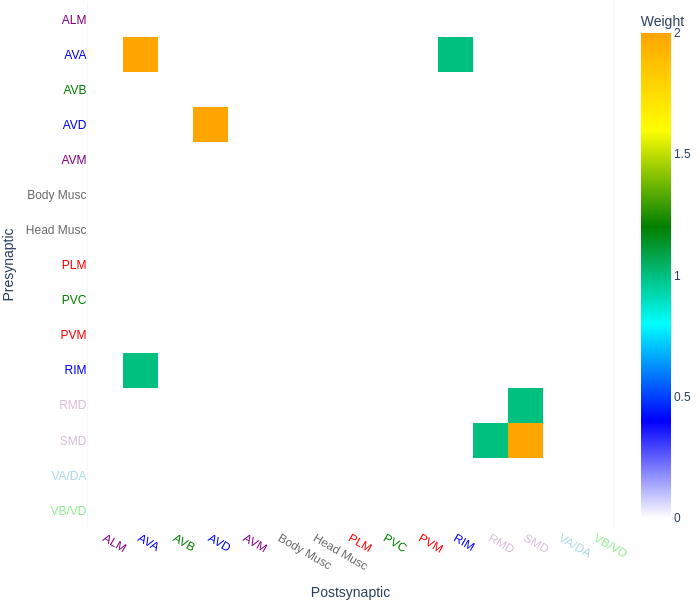 Weight
ALM
AVA
AVB
AVD
AVM
Body Musc
Head Musc
PLM
PVC
PVM
RIM
RMD
SMD
VA/DA
VB/VD
Presynaptic
ALM
AVA
AVB
AVD
AVM
Body Musc
Head Musc
PLM
PVC
PVM
RIM
RMD
SMD
VA/DA
VB/VD
Postsynaptic
2
1.5
1
0.5
0